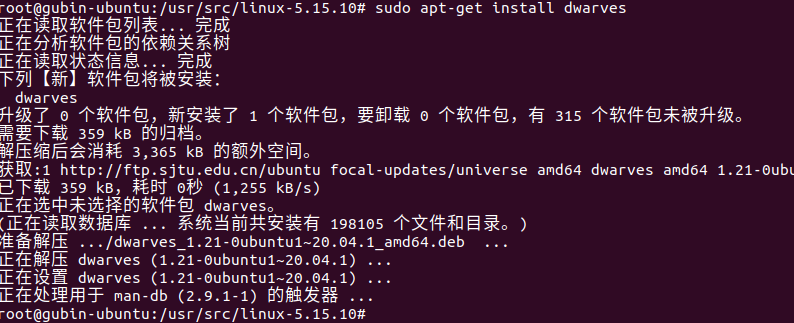 root@gubin-ubuntu:/usr/src/linux-5.15.10# sudo apt-get install dwarves
正在读取软件包列表... 完成
正在分析软件包的依赖关系树
正在读取状态信息... 完成
下列【新】软件包将被安装：
dwarves
升级了 0 个软件包，新安装了 1 个软件包，要卸载 0 个软件包，有 315 个软件包未被升级。
需要下载 359 kB 的归档。
解压缩后会消耗 3,365 kB 的额外空间。
获取:1 http://ftp.sjtu.edu.cn/ubuntu focal-updates/universe amd64 dwarves amd64 1.21-0ubu
已下载 359 kB，耗时 0秒 (1,255 kB/s)
正在选中未选择的软件包 dwarves。
(正在读取数据库 ... 系统当前共安装有 198105 个文件和目录。)
准备解压 .../dwarves_1.21-0ubuntu1~20.04.1_amd64.deb ...
正在解压 dwarves (1.21-0ubuntu1~20.04.1) ...
正在设置 dwarves (1.21-0ubuntu1~20.04.1) ...
正在处理用于 man-db (2.9.1-1) 的触发器 ...
root@gubin-ubuntu:/usr/src/linux-5.15.10#